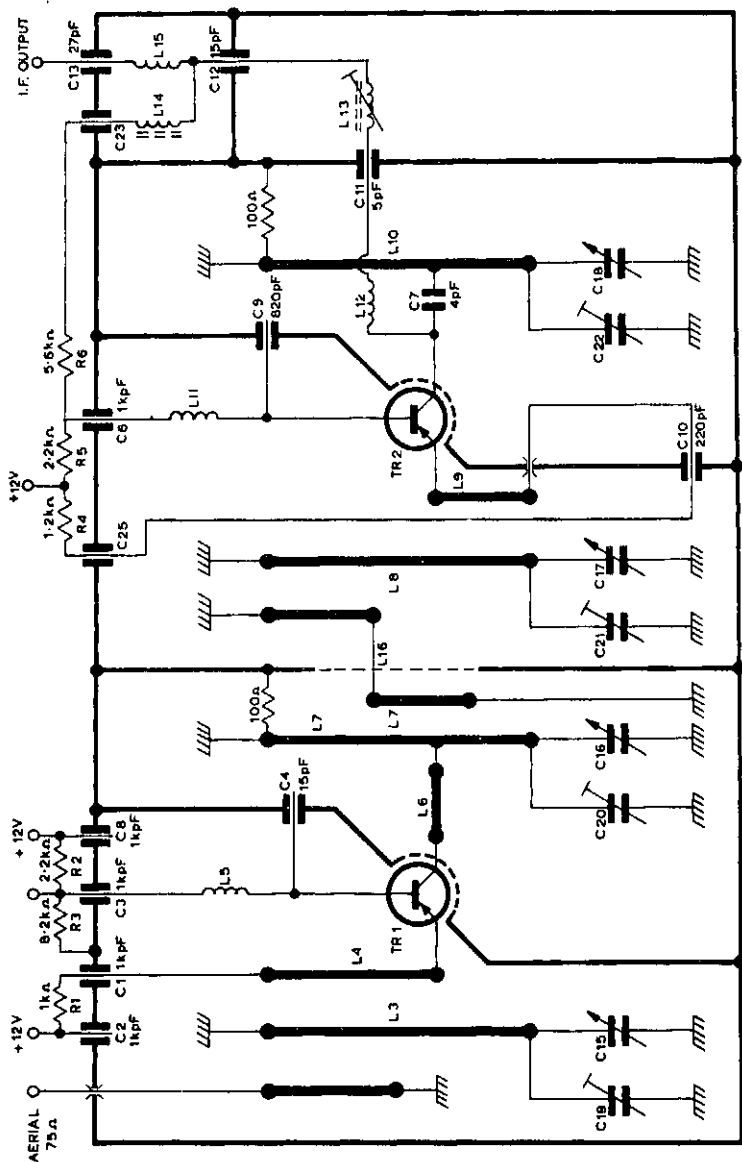 AERIAL
75Ω
+12V
1kΩ
R1
C2
1kpF
C1
1kpF
8·2kΩ
R3
2·2kΩ
R2
C3
1kpF
+12V
C8
1kpF
L5
C4
15pF
L4
TR1
L6
L3
C19
C15
100Ω
L7
L7
C20
C16
L16
L8
C21
C17
C25
1·2kΩ
R4
+12V
2·2kΩ
R5
C6
1kpF
5·6kΩ
R6
L11
C9
820pF
TR2
L9
C10
220pF
100Ω
L10
L12
C7
4pF
C22
C18
C11
5pF
L13
C23
L14
C13
27pF
L15
C12
15pF
I.F. OUTPUT